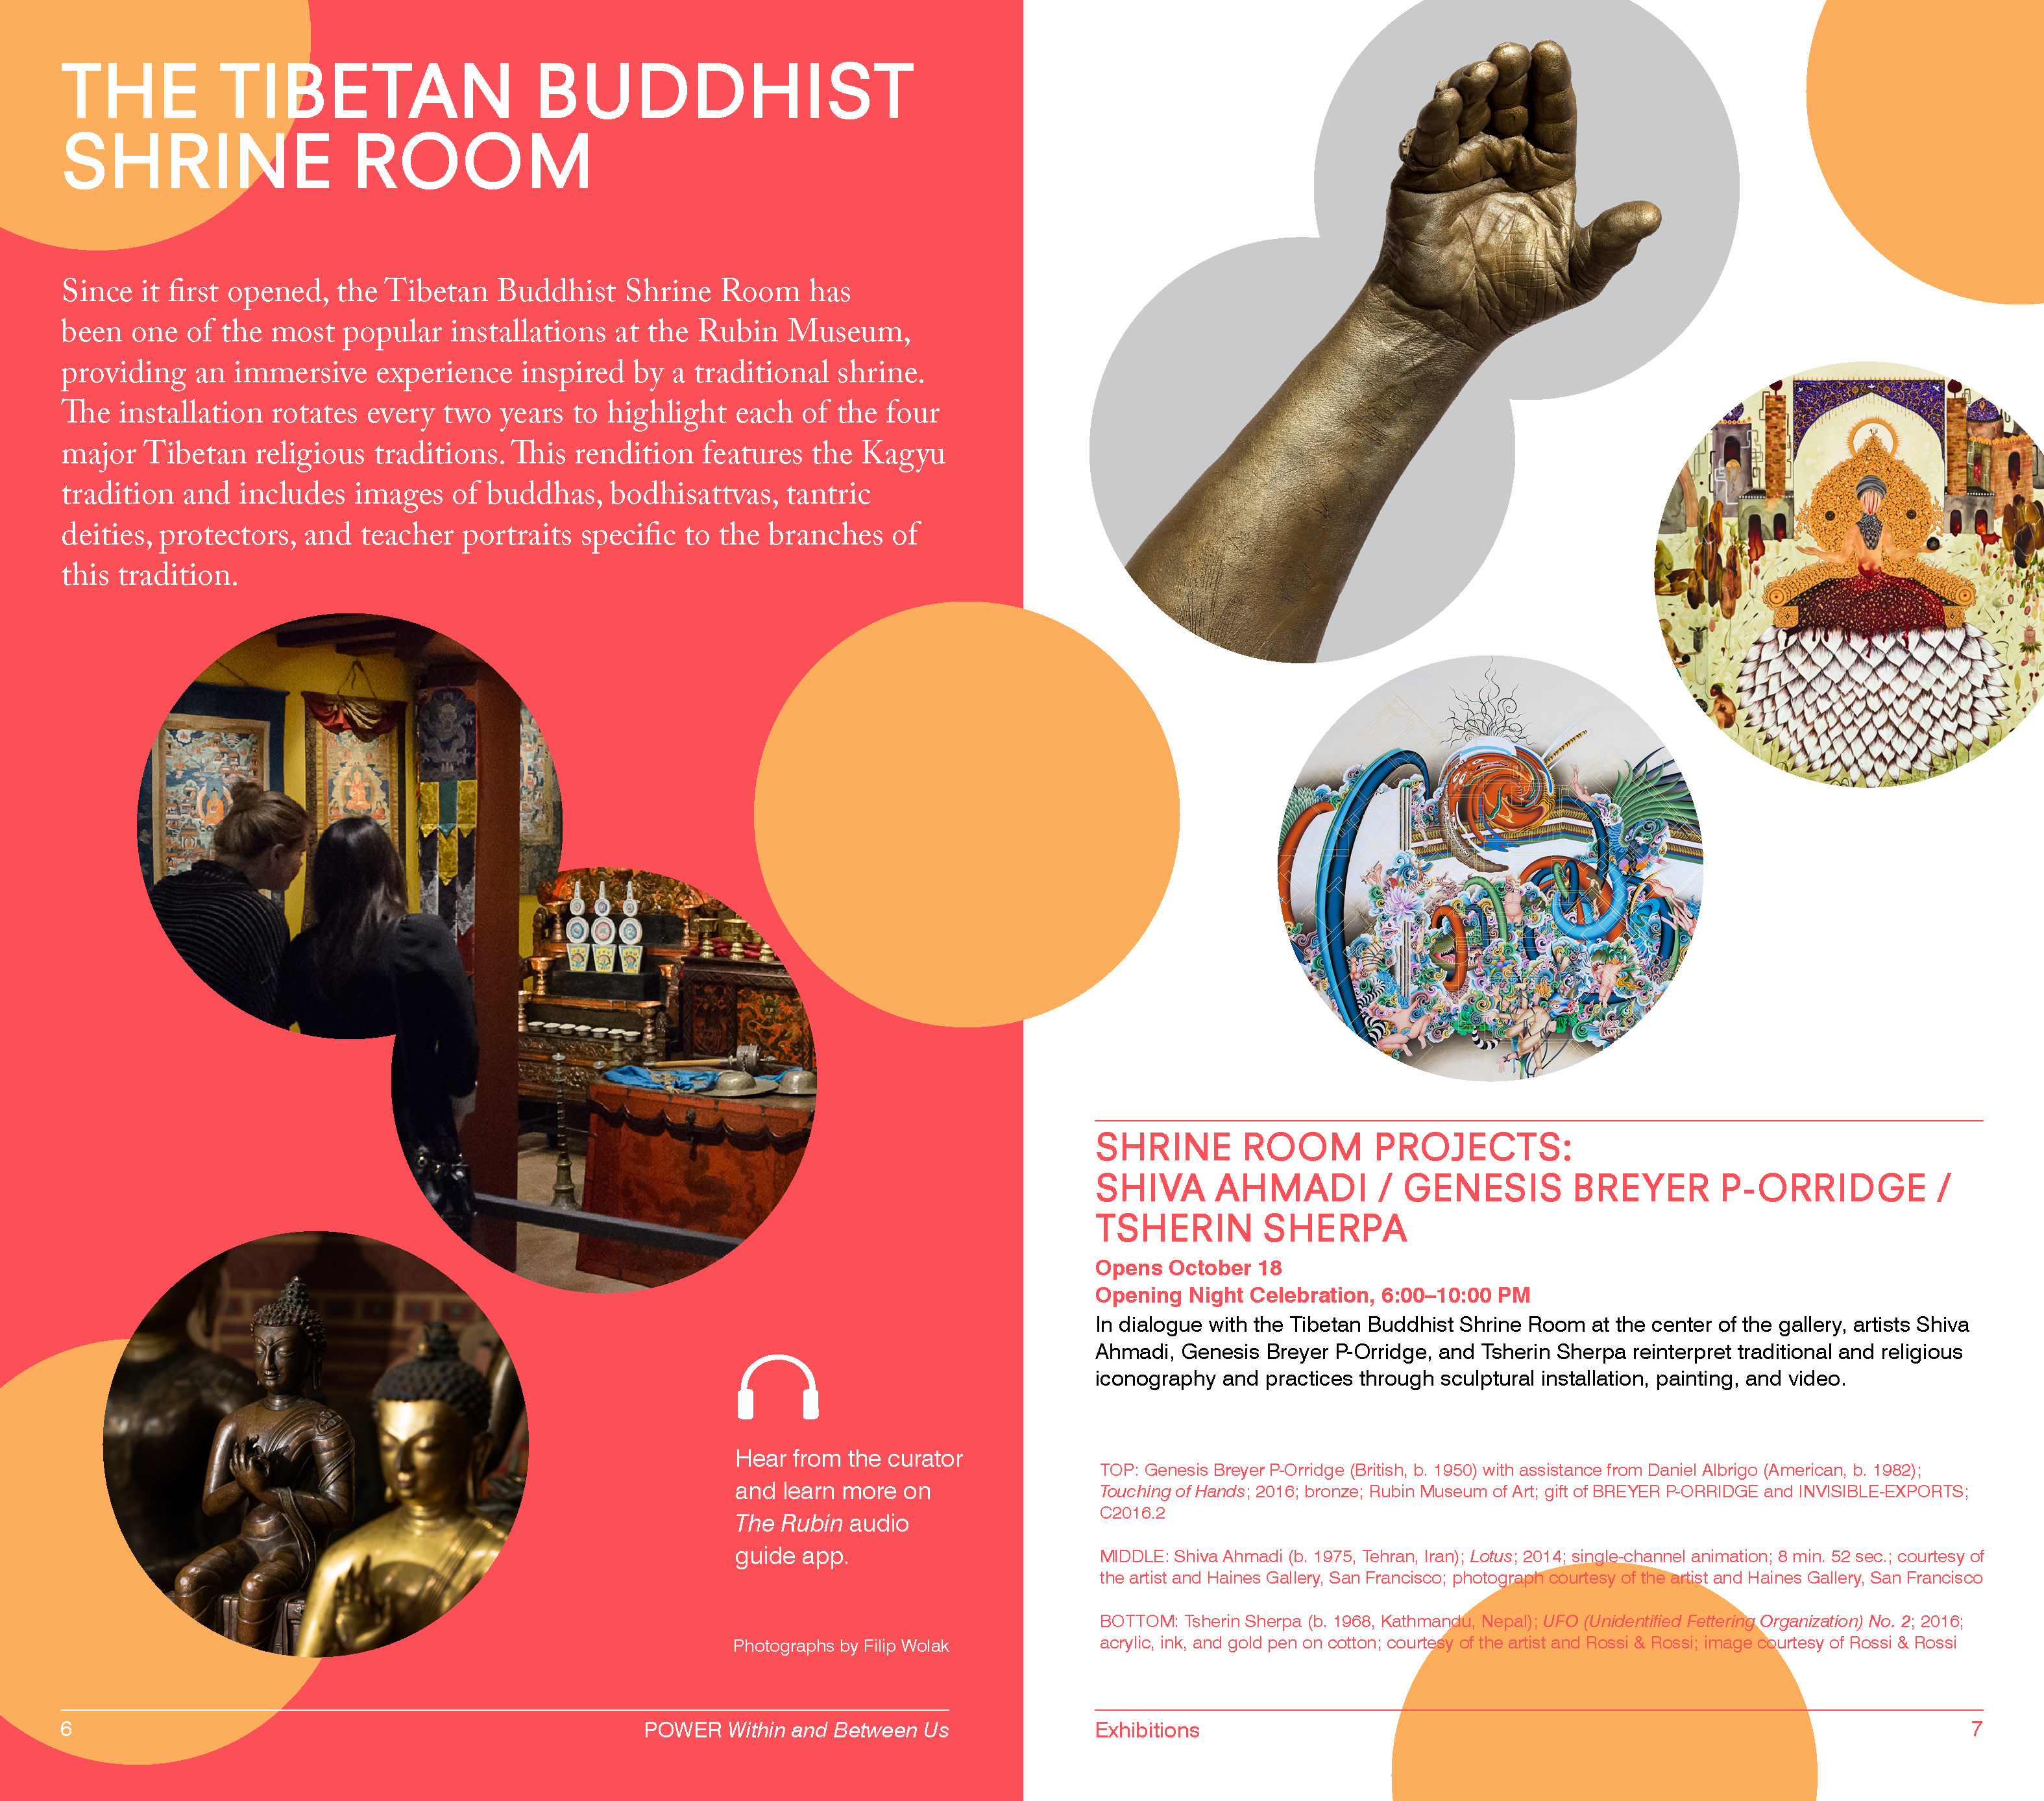 THE TIBETAN BUDDHIST
SHRINE ROOM
Since it first opened, the Tibetan Buddhist Shrine Room has
been one of the most popular installations at the Rubin Museum,
providing an immersive experience inspired by a traditional shrine.
The installation rotates every two years to highlight each of the four
major Tibetan religious traditions. This rendition features the Kagyu
tradition and includes images of buddhas, bodhisattvas, tantric
deities, protectors, and teacher portraits specific to the branches of
this tradition.
Hear from the curator
and learn more on
The Rubin audio
guide app.
Photographs by Filip Wolak
6
POWER Within and Between Us
SHRINE ROOM PROJECTS:
SHIVA AHMADI / GENESIS BREYER P-ORRIDGE /
TSHERIN SHERPA
Opens October 18
Opening Night Celebration, 6:00–10:00 PM
In dialogue with the Tibetan Buddhist Shrine Room at the center of the gallery, artists Shiva
Ahmadi, Genesis Breyer P-Orridge, and Tsherin Sherpa reinterpret traditional and religious
iconography and practices through sculptural installation, painting, and video.
TOP: Genesis Breyer P-Orridge (British, b. 1950) with assistance from Daniel Albrigo (American, b. 1982);
Touching of Hands; 2016; bronze; Rubin Museum of Art; gift of BREYER P-ORRIDGE and INVISIBLE-EXPORTS;
C2016.2
MIDDLE: Shiva Ahmadi (b. 1975, Tehran, Iran); Lotus; 2014; single-channel animation; 8 min. 52 sec.; courtesy of
the artist and Haines Gallery, San Francisco; photograph courtesy of the artist and Haines Gallery, San Francisco
BOTTOM: Tsherin Sherpa (b. 1968, Kathmandu, Nepal); UFO (Unidentified Fettering Organization) No. 2; 2016;
acrylic, ink, and gold pen on cotton; courtesy of the artist and Rossi & Rossi; image courtesy of Rossi & Rossi
Exhibitions
7